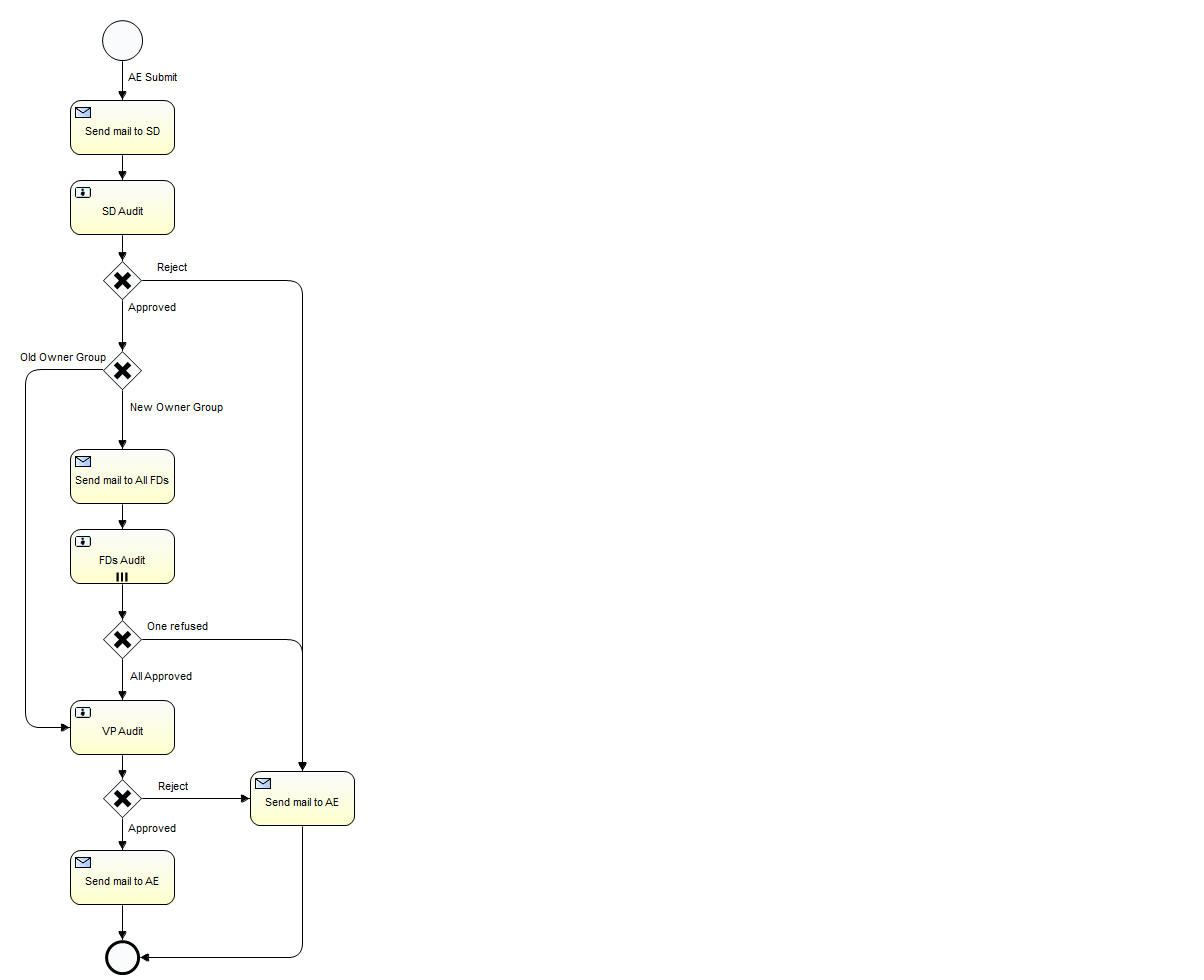 AE Submit
Send mail to SD
SD Audit
Reject
Approved
Old Owner Group
New Owner Group
Send mail to All FDs
FDs Audit
One refused
All Approved
VP Audit
Reject
Send mail to AE
Approved
Send mail to AE